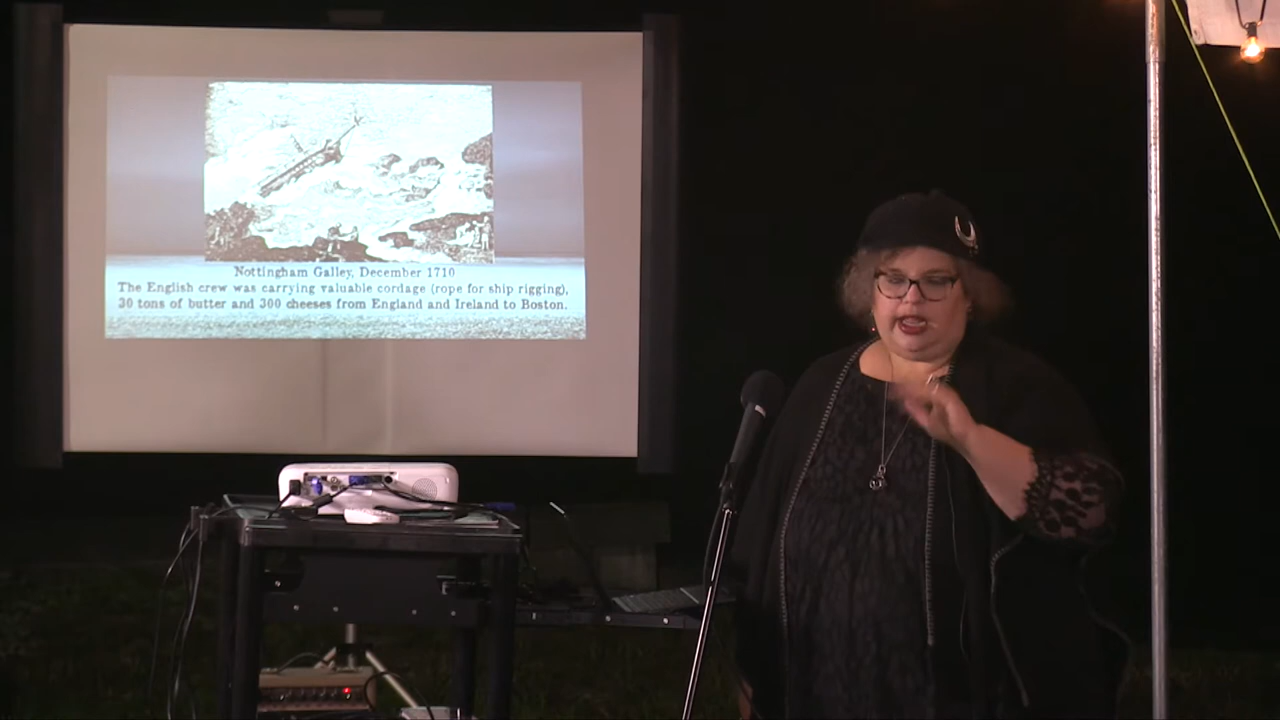 Nottingham Galley, December 1710
The English crew was carrying valuable cordage (rope for ship rigging),
30 tons of butter and 300 cheeses from England and Ireland to Boston.